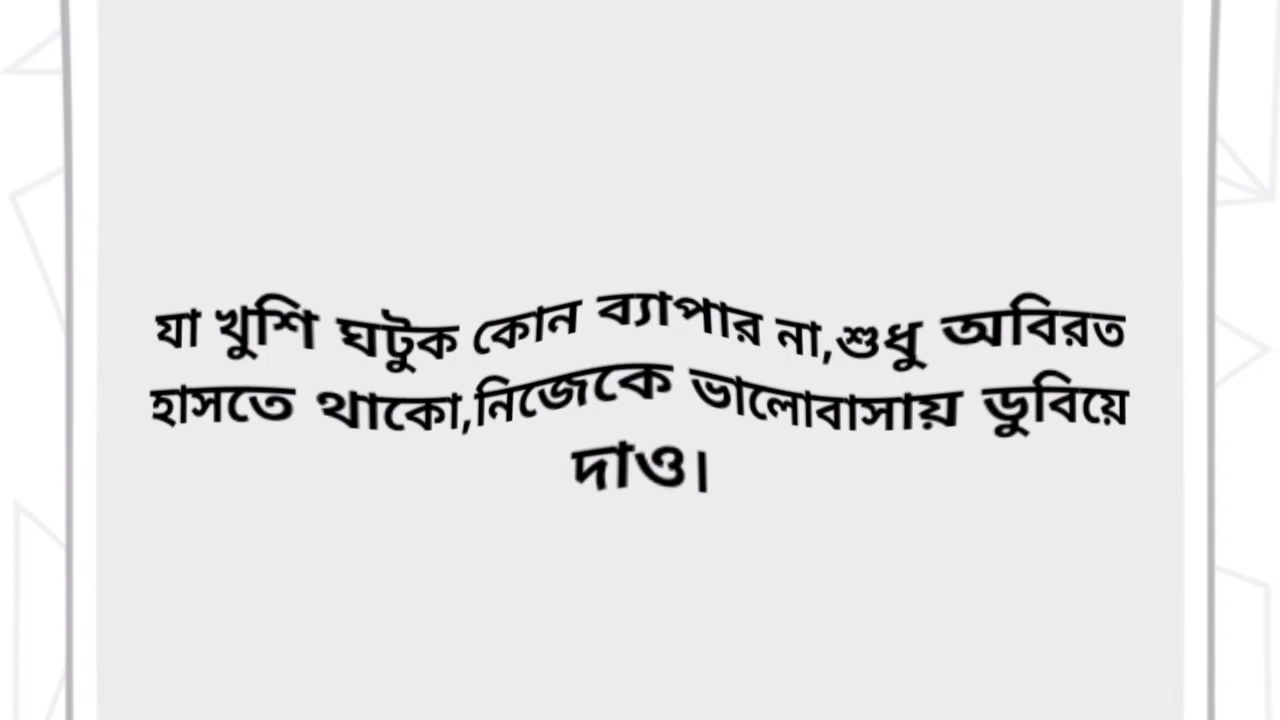 যা খুশি ঘটুক কোন ব্যাপার না,শুধু অবিরত
হাসতে থাকো,নিজেকে ভালোবাসায় ডুবিয়ে
দাও।